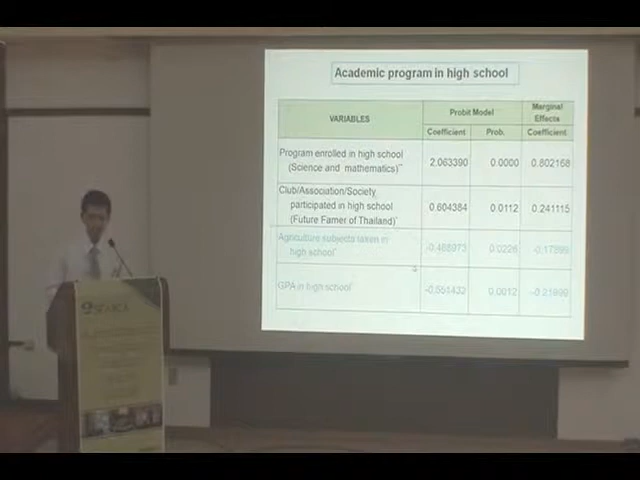 Academic program in high school
VARIABLES
Probit Model
Marginal
Effects
Coefficient Prob. Coefficient
Program enrolled in high school
(Science and mathematics)**
2.063390 0.0000 0.802168
Club/Association/Society
participated in high school
(Future Famer of Thailand)*
0.604384 0.0112 0.241115
Agriculture subjects taken in
high school*
0.0226
GPA in high school*
-0.551432 0.0012
SEARCA